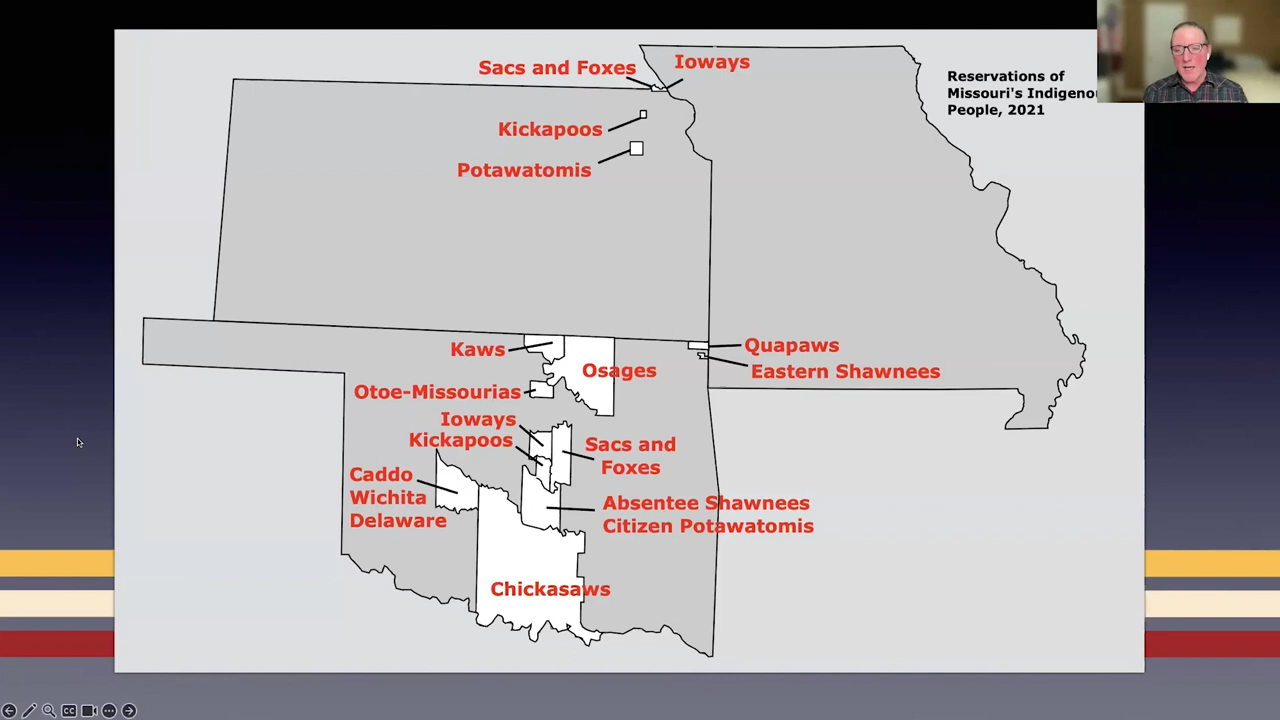 Sacs and Foxes
Ioways
Reservations of
Missouri's Indigeno
People, 2021
Kickapoos
Potawatomis
Kaws
Osages
Quapaws
Eastern Shawnees
Otoe-Missourias
Ioways
Kickapoos
Sacs and
Foxes
Caddo
Wichita
Delaware
Absentee Shawnees
Citizen Potawatomis
Chickasaws
CC